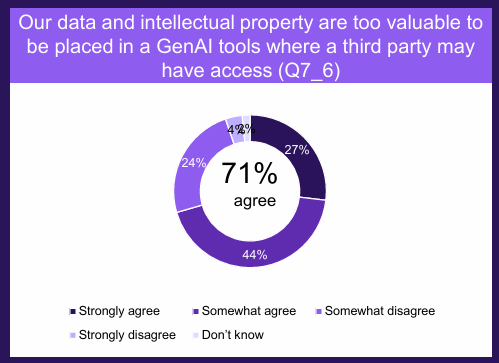 Our data and intellectual property are too valuable to
be placed in a GenAI tools where a third party may
have access (Q7_6)
4%
2%
27%
24%
71%
agree
44%
Strongly agree
Somewhat agree
Somewhat disagree
Strongly disagree
Don't know